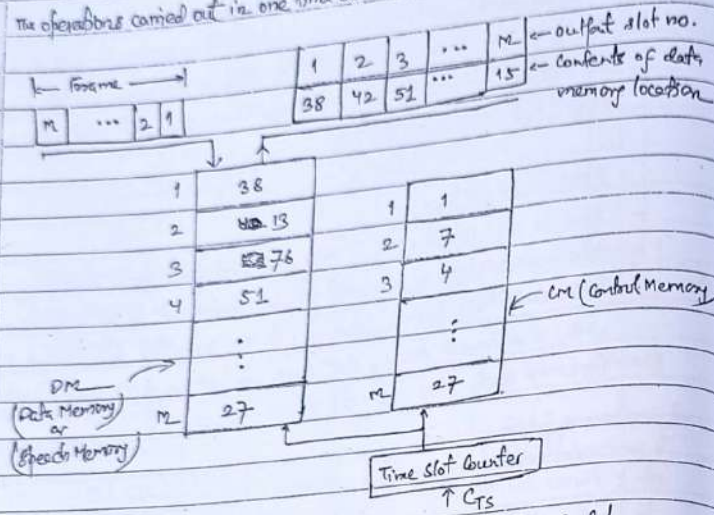 The operations carried out in one time
1 2 3 ... M ← output slot no.
38 42 51 ... 15 ← contents of data
memory location
Frame
M ... 2 1
1 38
2 13
3 76
4 51
⋮
M 27
DM
(Data Memory)
or
(Speech Memory)
1 1
2 7
3 4
⋮
M 27
CM (Control Memory
Time Slot Counter
↑ CTS